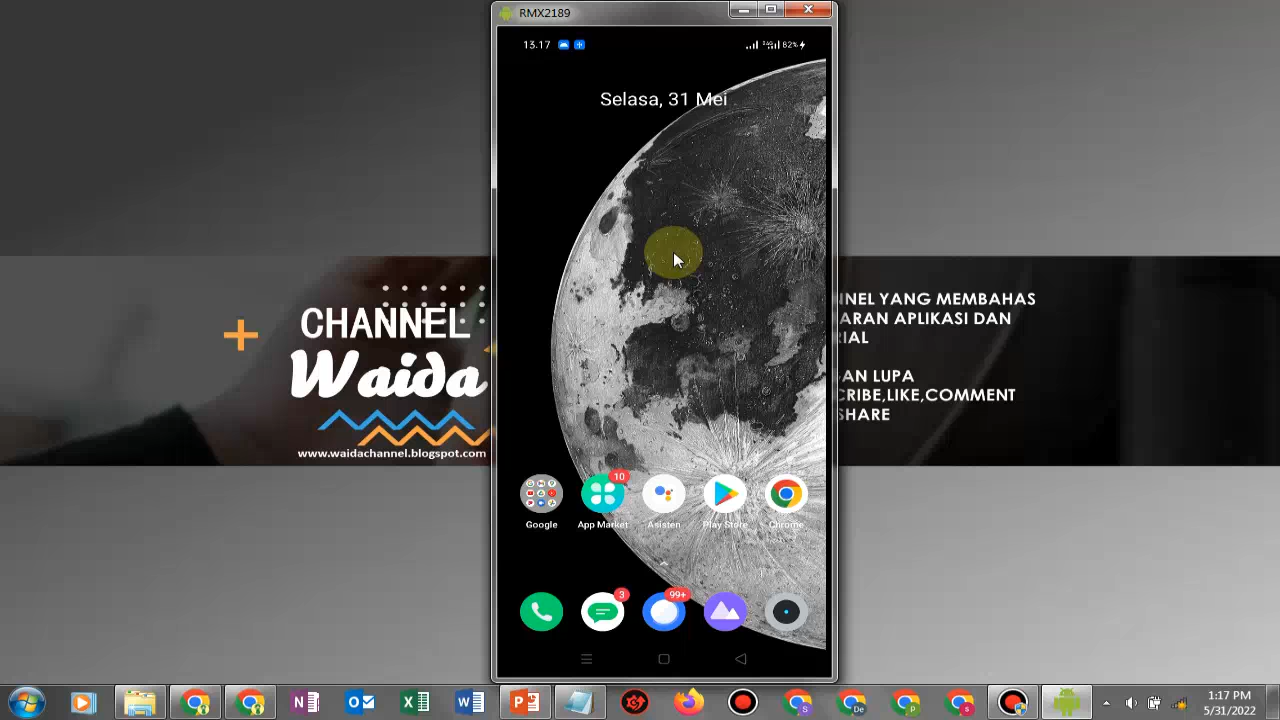 RMX2189
13.17
82%
Selasa, 31 Mei
CHANNEL
Waida
www.waidachannel.blogspot.com
NNEL YANG MEMBAHAS
ARAN APLIKASI DAN
RIAL
AN LUPA
CRIBE,LIKE,COMMENT
SHARE
10
Google
App Market
Asisten
Play Store
Chrome
3
99+
1:17 PM
5/31/2022